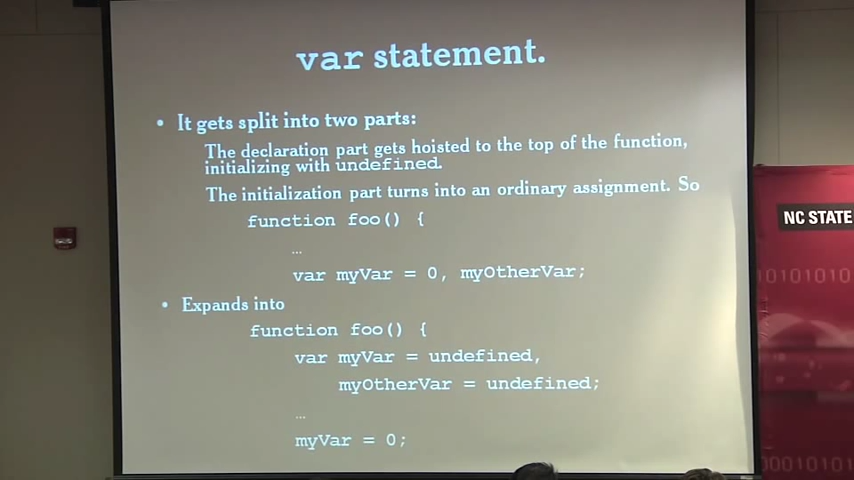 var statement.
• It gets split into two parts:
The declaration part gets hoisted to the top of the function,
initializing with undefined.
The initialization part turns into an ordinary assignment. So
function foo() {
…
var myVar = 0, myOtherVar;
• Expands into
function foo() {
var myVar = undefined,
myOtherVar = undefined;
…
myVar = 0;
NC STATE
10101010
00010101